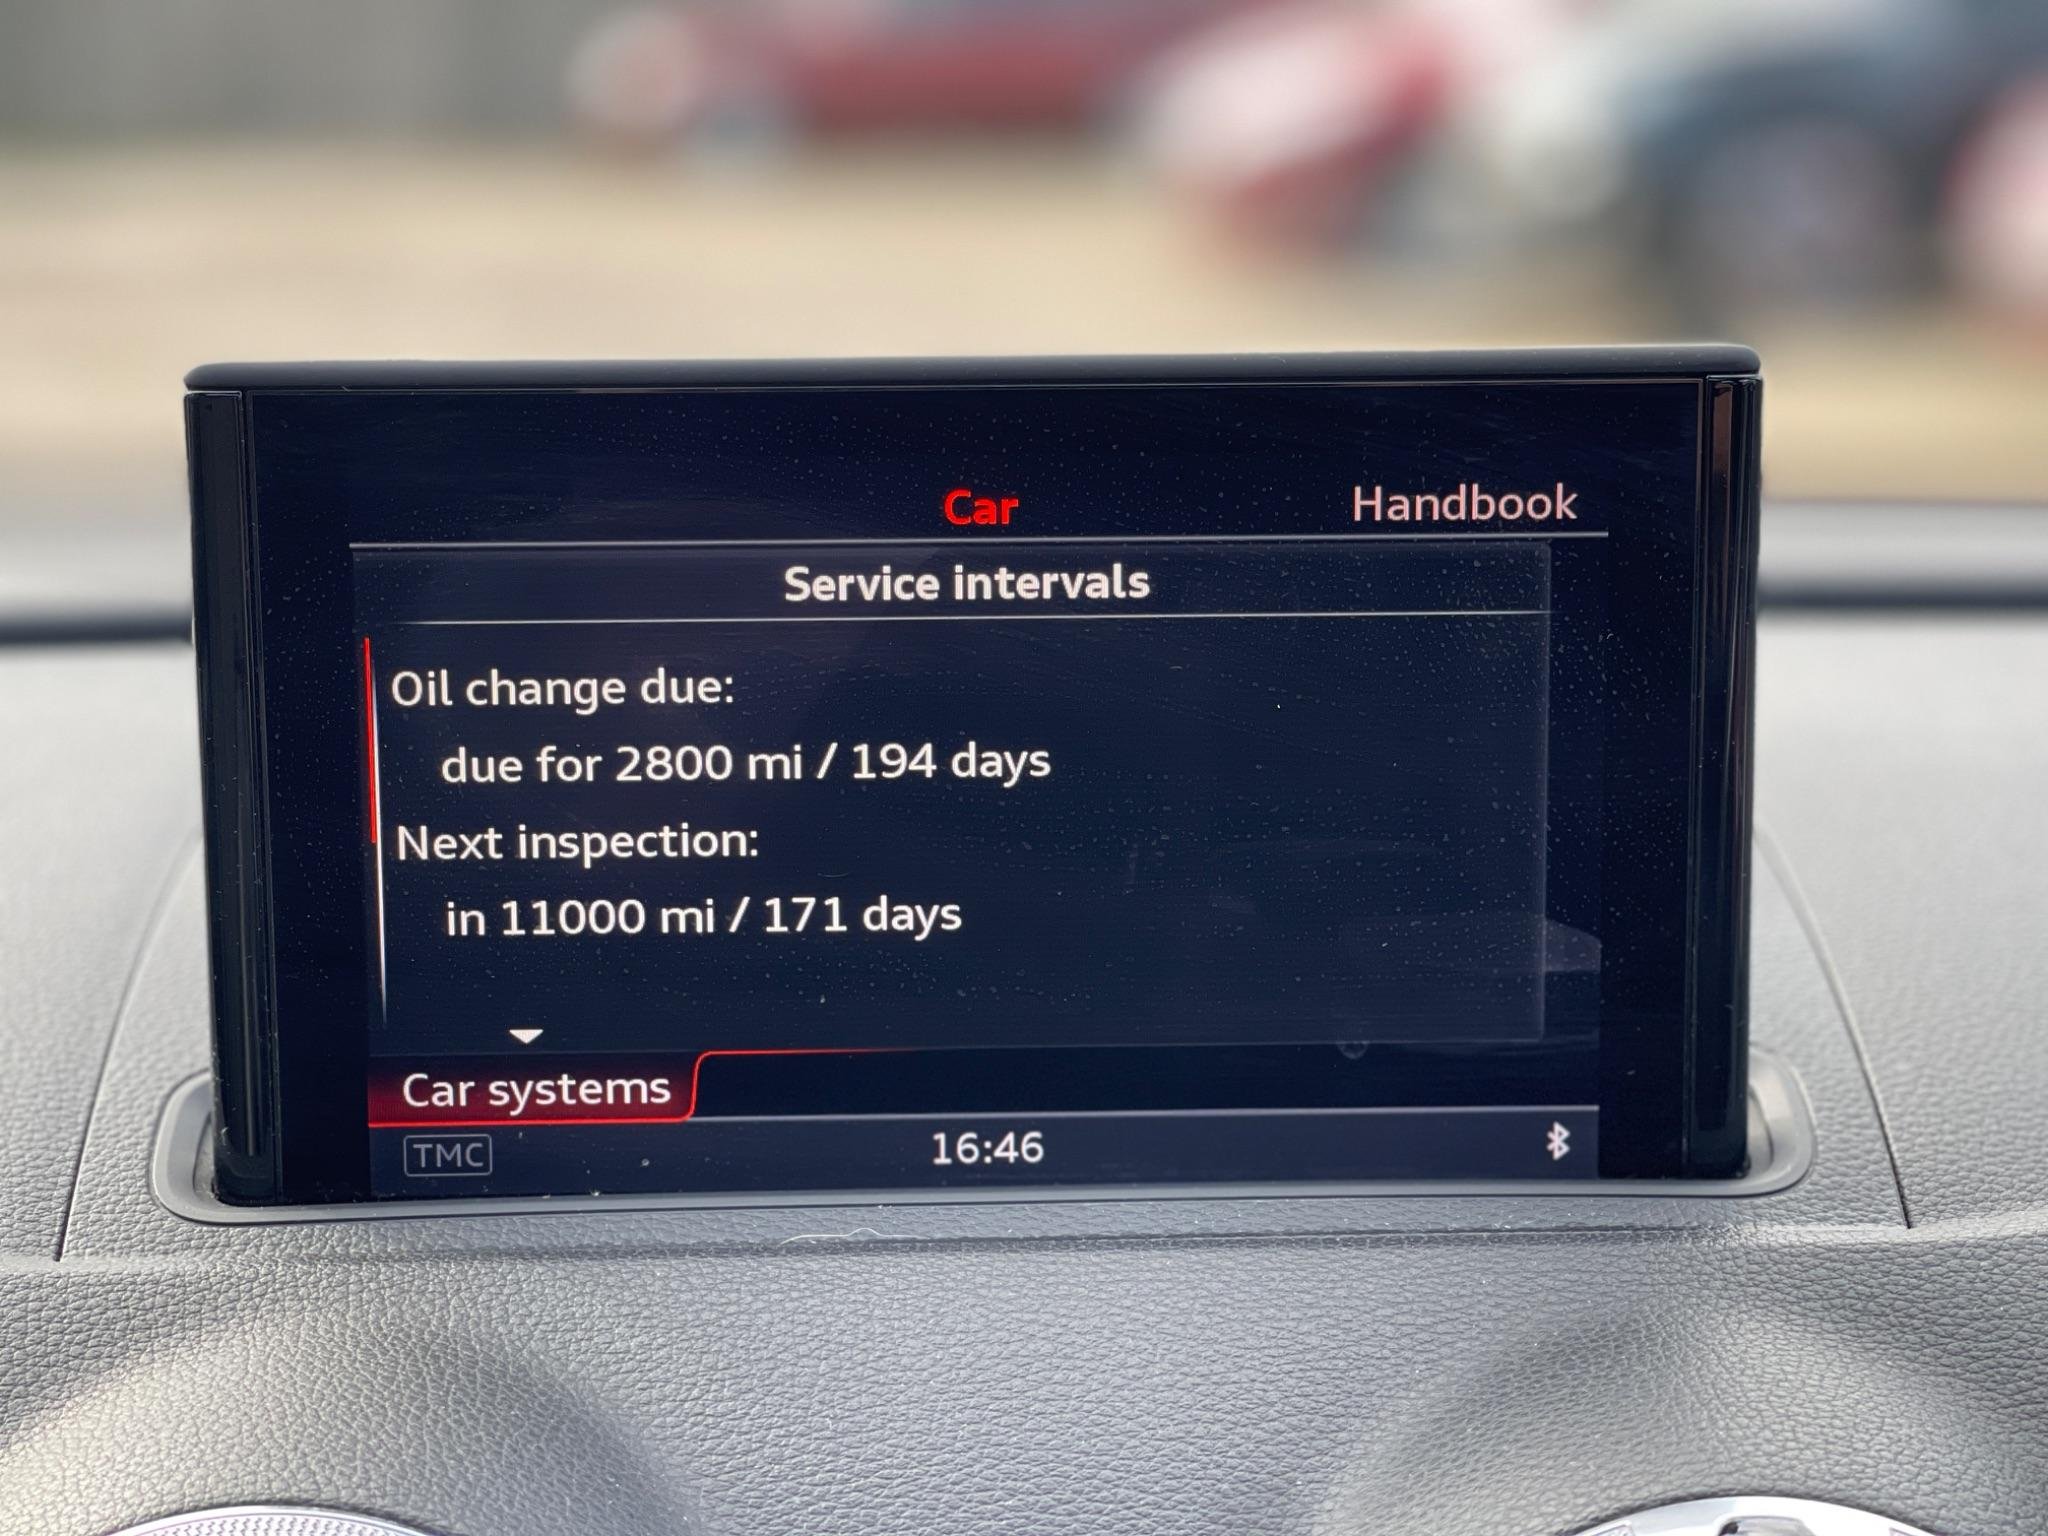 Car
Handbook
Service intervals
Oil change due:
due for 2800 mi / 194 days
Next inspection:
in 11000 mi / 171 days
Car systems
TMC
16:46